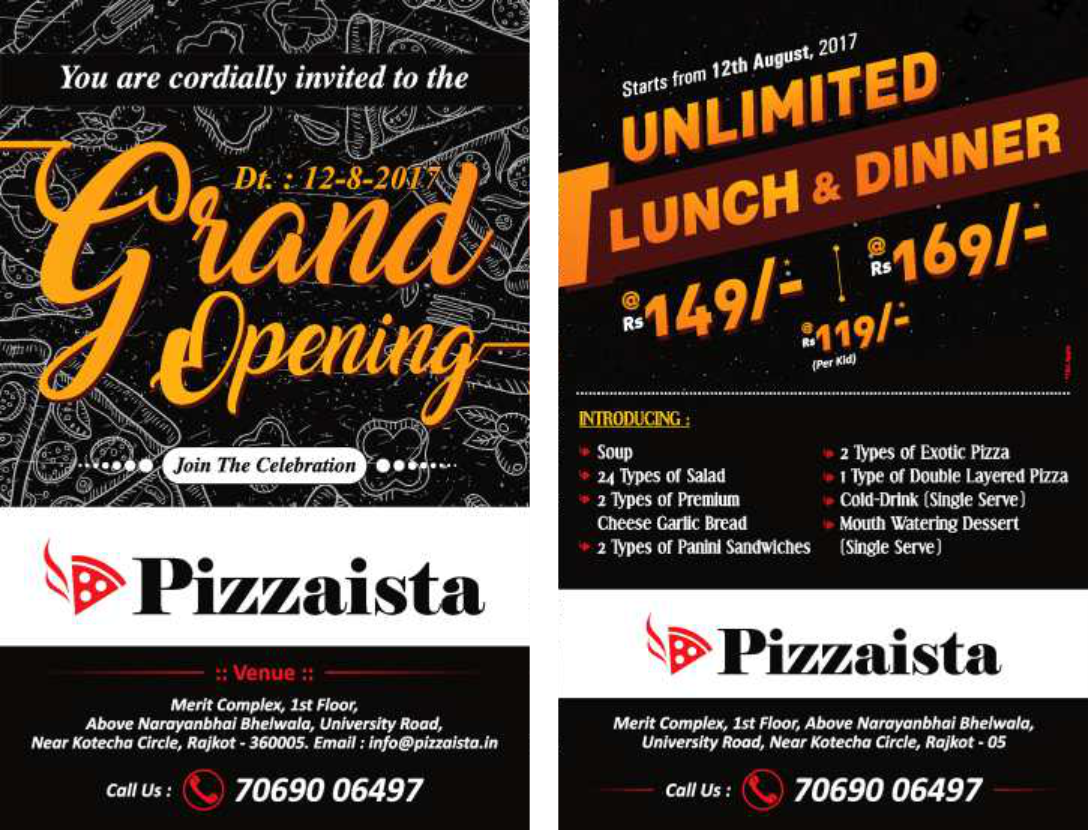 You are cordially invited to the
Dt. : 12-8-2017
Grand
Opening
Join The Celebration
Pizzaista
:: Venue ::
Merit Complex, 1st Floor,
Above Narayanbhai Bhelwala, University Road,
Near Kotecha Circle, Rajkot - 360005. Email : info@pizzaista.in
Call Us : 70690 06497
Starts from 12th August, 2017
UNLIMITED
LUNCH & DINNER
@ Rs 149/-* @ Rs 169/-*
@ Rs 119/-*
(Per Kid)
INTRODUCING :
Soup
24 Types of Salad
2 Types of Premium
Cheese Garlic Bread
2 Types of Panini Sandwiches
2 Types of Exotic Pizza
1 Type of Double Layered Pizza
Cold-Drink (Single Serve)
Mouth Watering Dessert
(Single Serve)
Pizzaista
Merit Complex, 1st Floor, Above Narayanbhai Bhelwala,
University Road, Near Kotecha Circle, Rajkot - 05
Call Us : 70690 06497